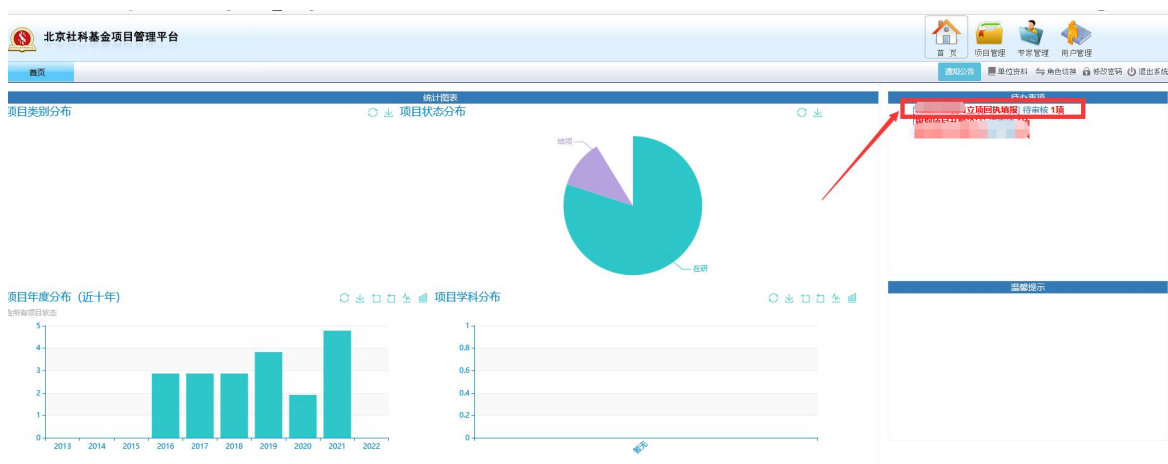 北京社科基金项目管理平台
首 页 项目管理 专家管理 用户管理
首页
通知公告 单位资料 角色切换 修改密码 退出系统
统计图表
待办事项
项目类别分布
项目状态分布
立项回执填报] 待审核 1项
结项
在研
温馨提示
项目年度分布（近十年）
项目学科分布
所有项目状态
5
4
3
2
1
0
2013 2014 2015 2016 2017 2018 2019 2020 2021 2022
1
0.8
0.6
0.4
0.2
0
暂无